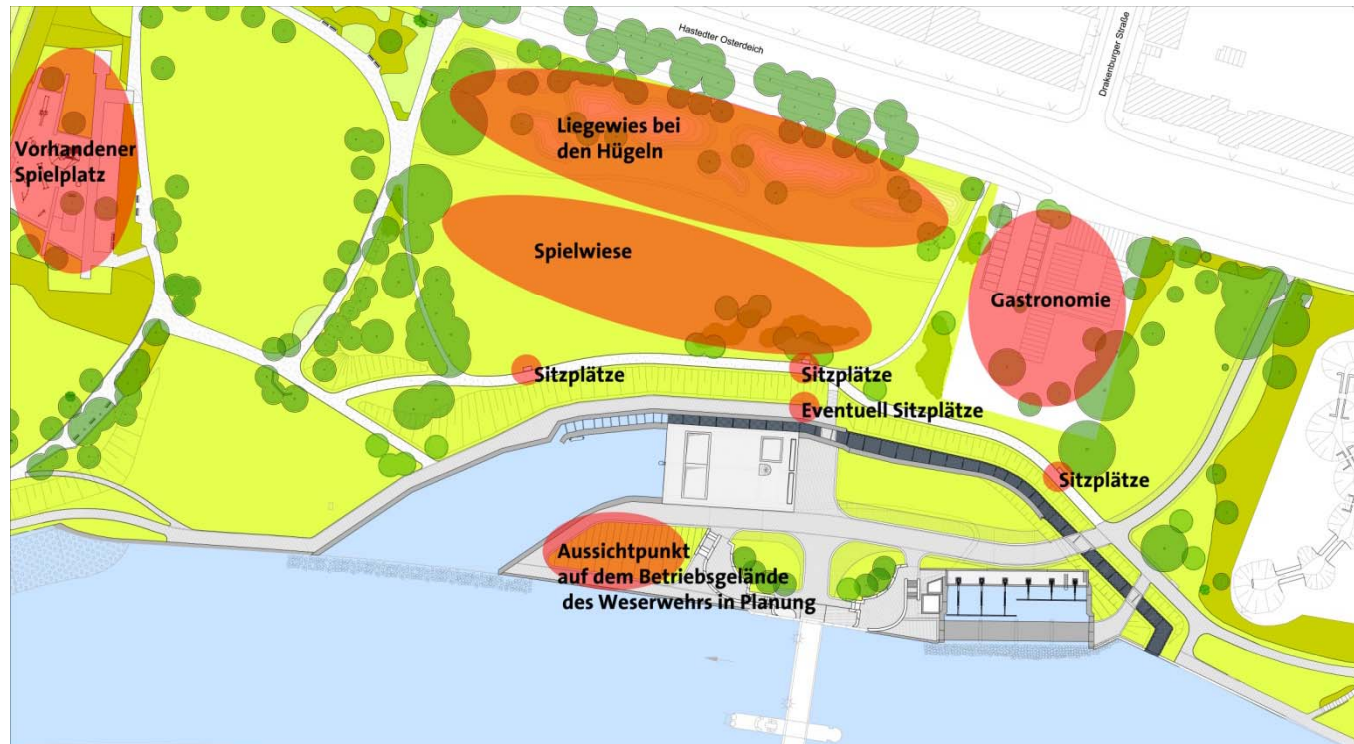 Hastedter Osterdeich
Drakenburger Straße
Vorhandener
Spielplatz
Liegewies bei
den Hügeln
Spielwiese
Gastronomie
Sitzplätze
Sitzplätze
Eventuell Sitzplätze
Sitzplätze
Aussichtpunkt
auf dem Betriebsgelände
des Weserwehrs in Planung